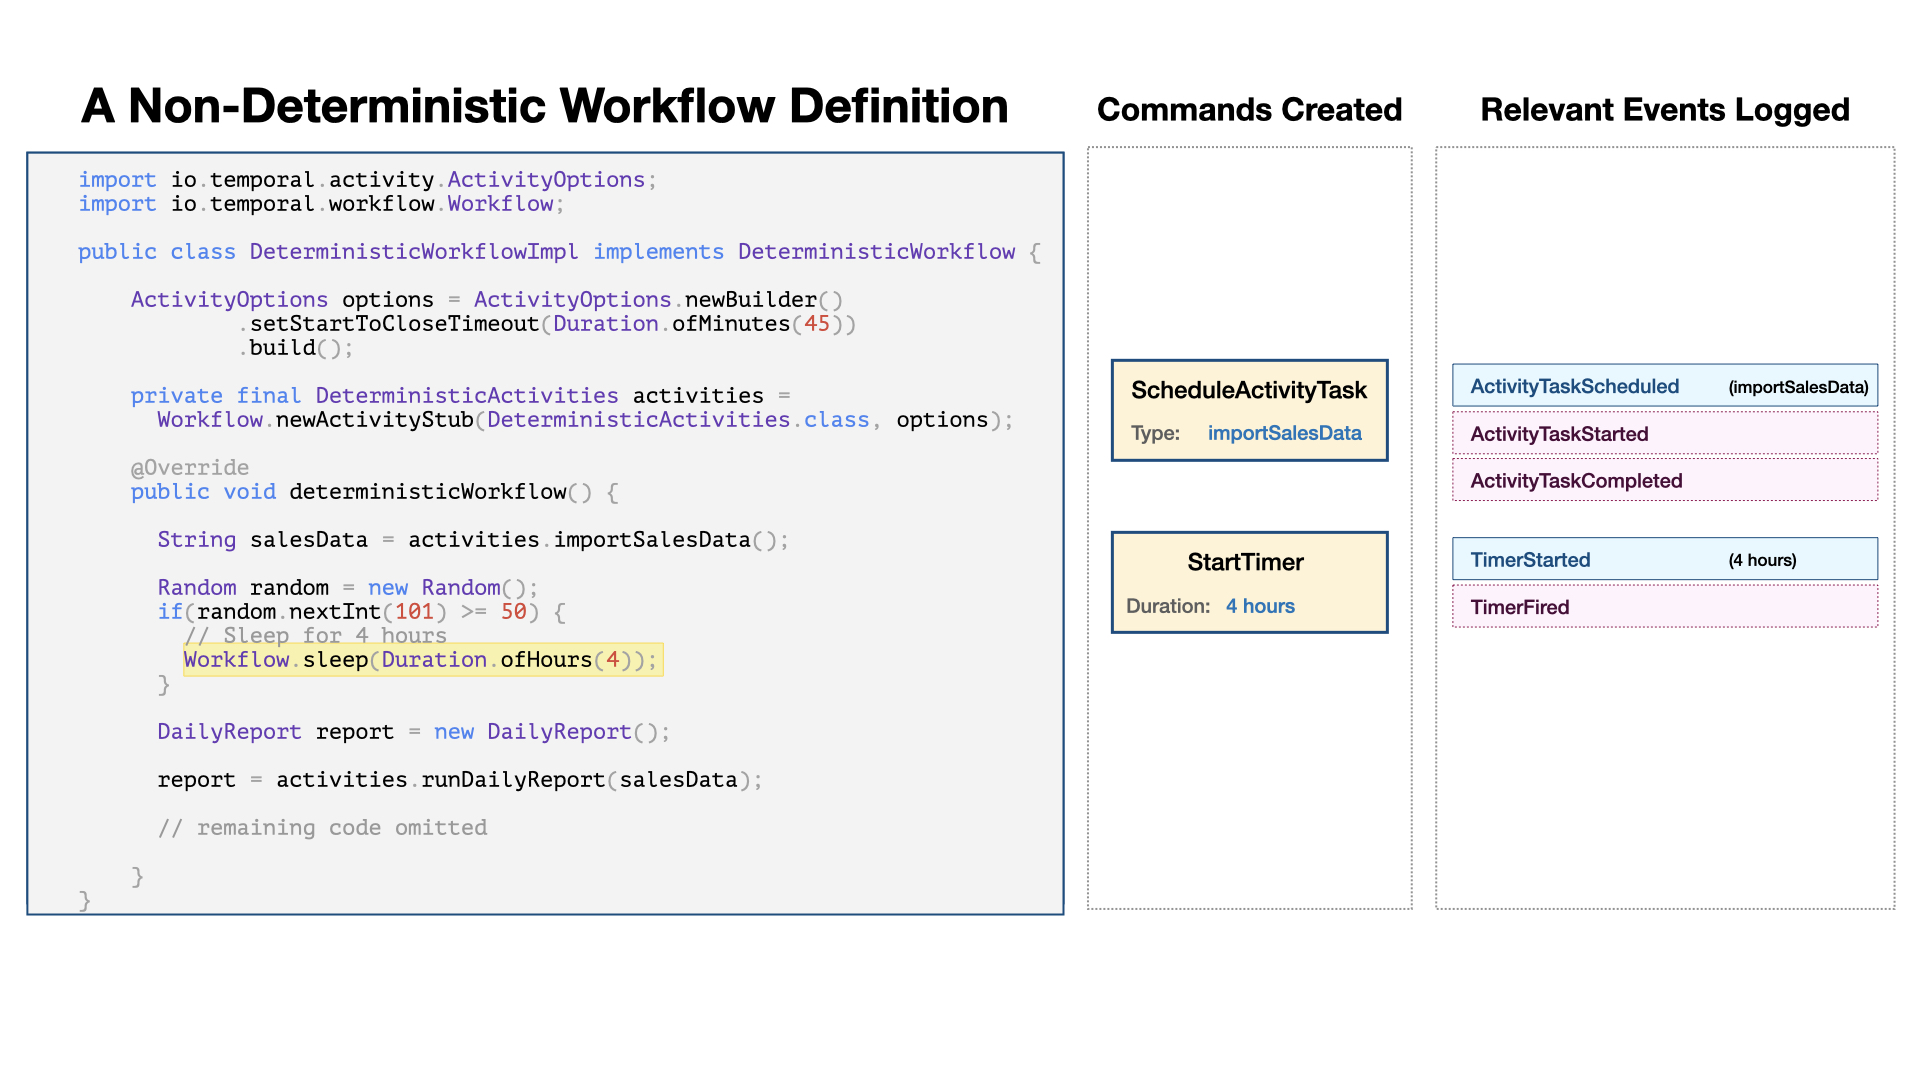 A Non-Deterministic Workflow Definition
import io.temporal.activity.ActivityOptions;
import io.temporal.workflow.Workflow;
public class DeterministicWorkflowImpl implements DeterministicWorkflow {
ActivityOptions options = ActivityOptions.newBuilder()
.setStartToCloseTimeout(Duration.ofMinutes(45))
.build();
private final DeterministicActivities activities =
Workflow.newActivityStub(DeterministicActivities.class, options);
@Override
public void deterministicWorkflow() {
String salesData = activities.importSalesData();
Random random = new Random();
if(random.nextInt(101) >= 50) {
// Sleep for 4 hours
Workflow.sleep(Duration.ofHours(4));
}
DailyReport report = new DailyReport();
report = activities.runDailyReport(salesData);
// remaining code omitted
}
}
Commands Created
ScheduleActivityTask
Type: importSalesData
StartTimer
Duration: 4 hours
Relevant Events Logged
ActivityTaskScheduled (importSalesData)
ActivityTaskStarted
ActivityTaskCompleted
TimerStarted (4 hours)
TimerFired